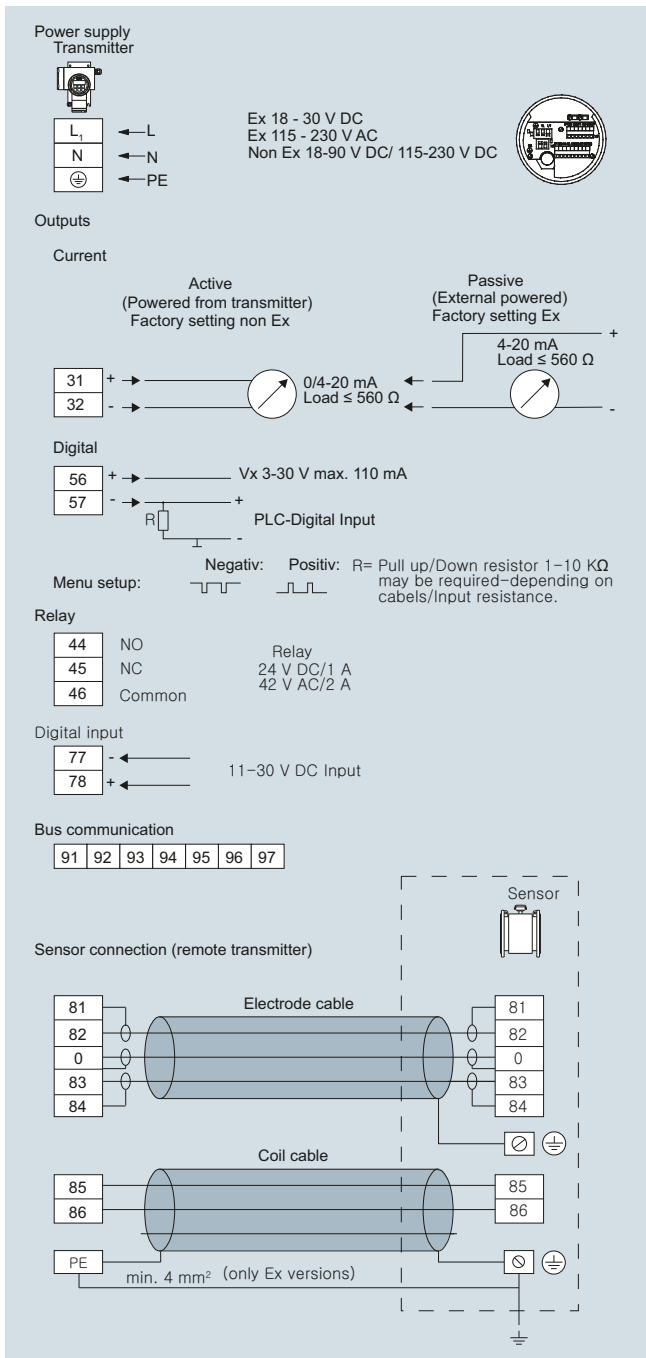 Power supply
Transmitter
L1
L
N
N
PE
Ex 18 - 30 V DC
Ex 115 - 230 V AC
Non Ex 18-90 V DC/ 115-230 V DC
Outputs
Current
Active
(Powered from transmitter)
Factory setting non Ex
Passive
(External powered)
Factory setting Ex
+
4-20 mA
Load ≤ 560 Ω
31 +
32 -
0/4-20 mA
Load ≤ 560 Ω
-
Digital
56 +
57 -
Vx 3-30 V max. 110 mA
+
R
PLC-Digital Input
-
Menu setup:
Negativ:
Positiv:
R= Pull up/Down resistor 1-10 KΩ
may be required-depending on
cabels/Input resistance.
Relay
44 NO
45 NC
46 Common
Relay
24 V DC/1 A
42 V AC/2 A
Digital input
77 -
78 +
11-30 V DC Input
Bus communication
91 92 93 94 95 96 97
Sensor
Sensor connection (remote transmitter)
Electrode cable
81
82
0
83
84
81
82
0
83
84
Coil cable
85
86
85
86
PE
min. 4 mm² (only Ex versions)